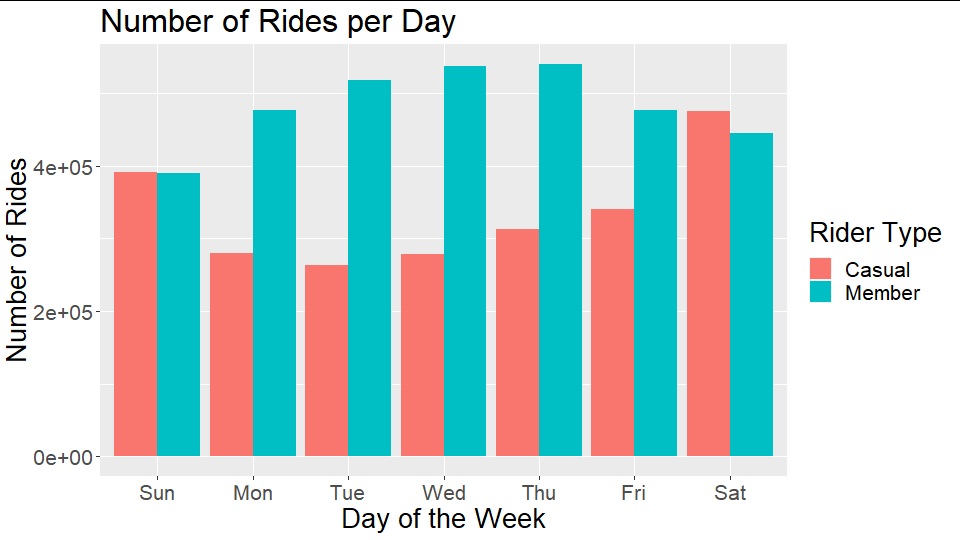 Number of Rides per Day
Number of Rides
4e+05
2e+05
0e+00
Sun Mon Tue Wed Thu Fri Sat
Day of the Week
Rider Type
Casual
Member